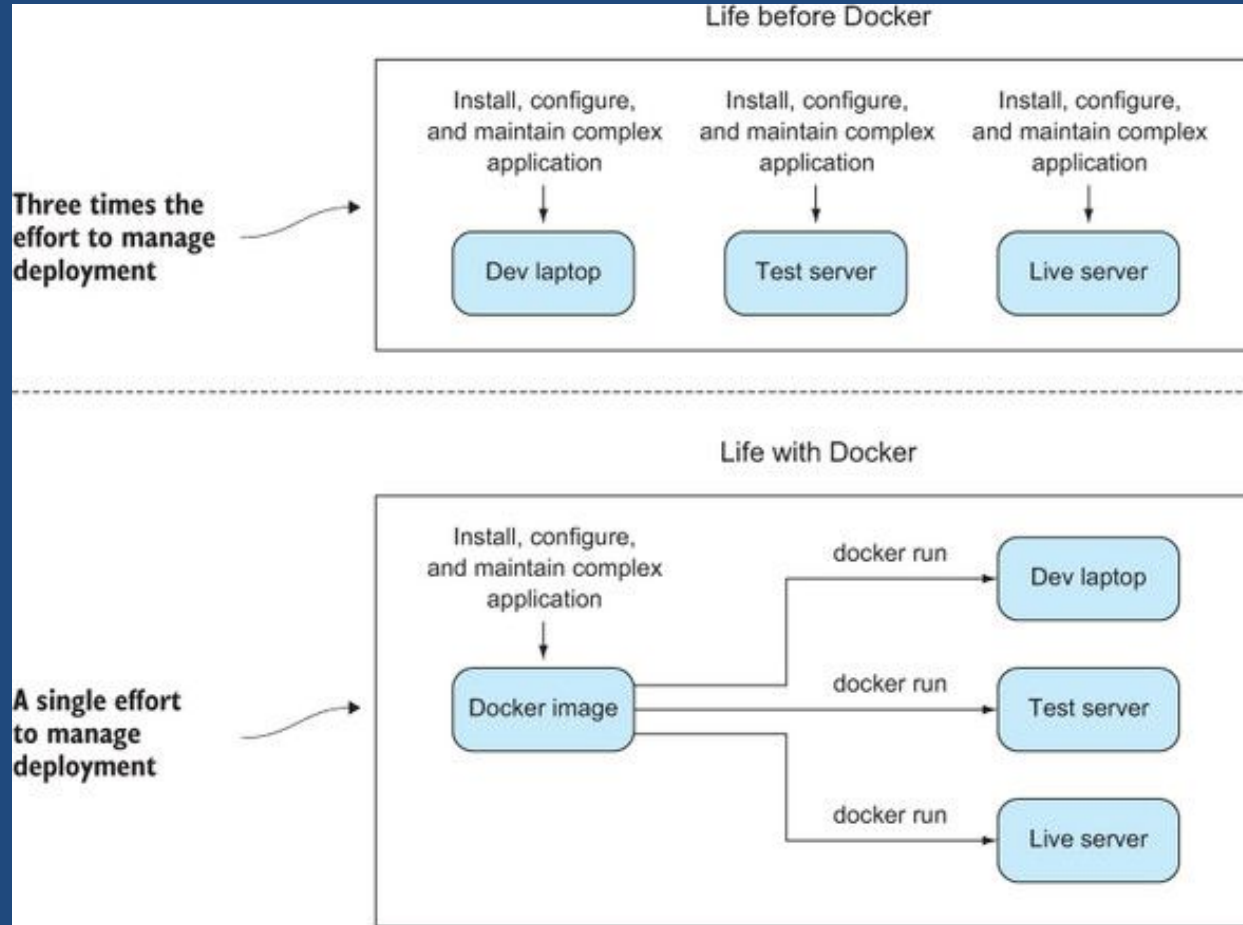 Life before Docker
Install, configure,
and maintain complex
application
Install, configure,
and maintain complex
application
Install, configure,
and maintain complex
application
Three times the
effort to manage
deployment
Dev laptop
Test server
Live server
Life with Docker
Install, configure,
and maintain complex
application
docker run
Dev laptop
A single effort
to manage
deployment
Docker image
docker run
Test server
docker run
Live server